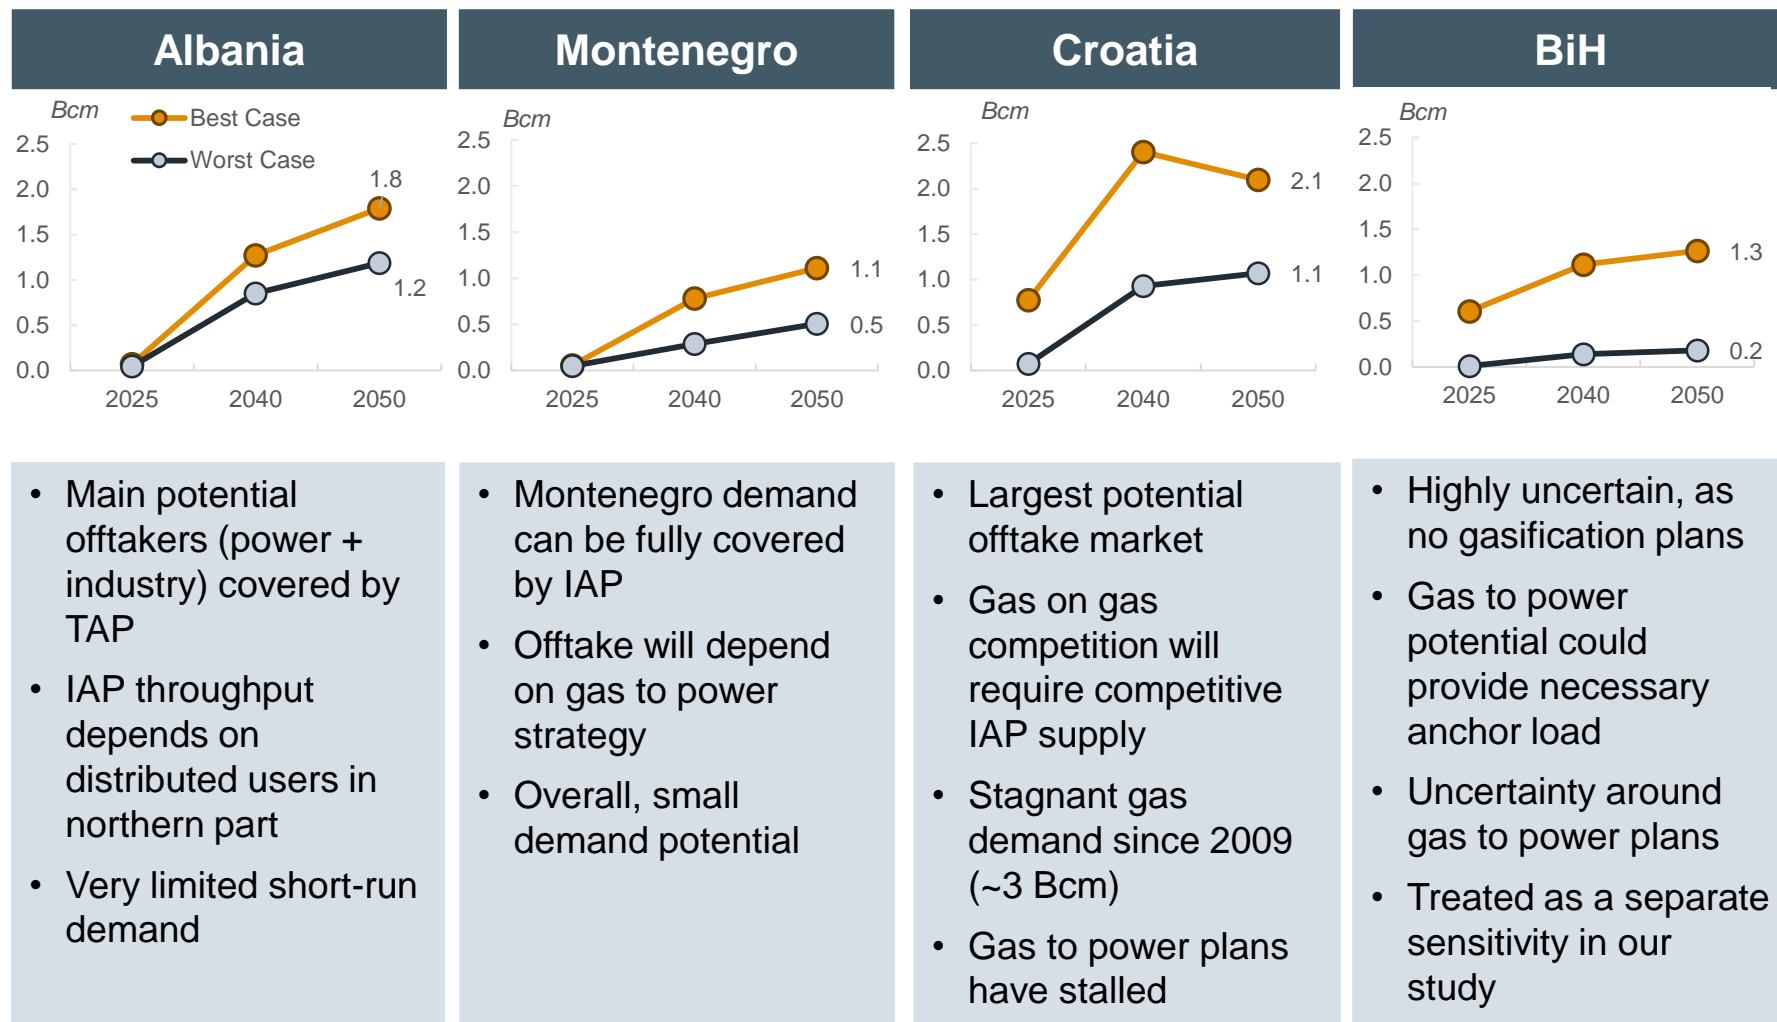 Albania
Bcm
Best Case
Worst Case
2.5
2.0
1.5
1.0
0.5
0.0
1.8
1.2
2025 2040 2050
• Main potential
offtakers (power +
industry) covered by
TAP
• IAP throughput
depends on
distributed users in
northern part
• Very limited short-run
demand
Montenegro
Bcm
2.5
2.0
1.5
1.0
0.5
0.0
1.1
0.5
2025 2040 2050
• Montenegro demand
can be fully covered
by IAP
• Offtake will depend
on gas to power
strategy
• Overall, small
demand potential
Croatia
Bcm
2.5
2.0
1.5
1.0
0.5
0.0
2.1
1.1
2025 2040 2050
• Largest potential
offtake market
• Gas on gas
competition will
require competitive
IAP supply
• Stagnant gas
demand since 2009
(~3 Bcm)
• Gas to power plans
have stalled
BiH
Bcm
2.5
2.0
1.5
1.0
0.5
0.0
1.3
0.2
2025 2040 2050
• Highly uncertain, as
no gasification plans
• Gas to power
potential could
provide necessary
anchor load
• Uncertainty around
gas to power plans
• Treated as a separate
sensitivity in our
study